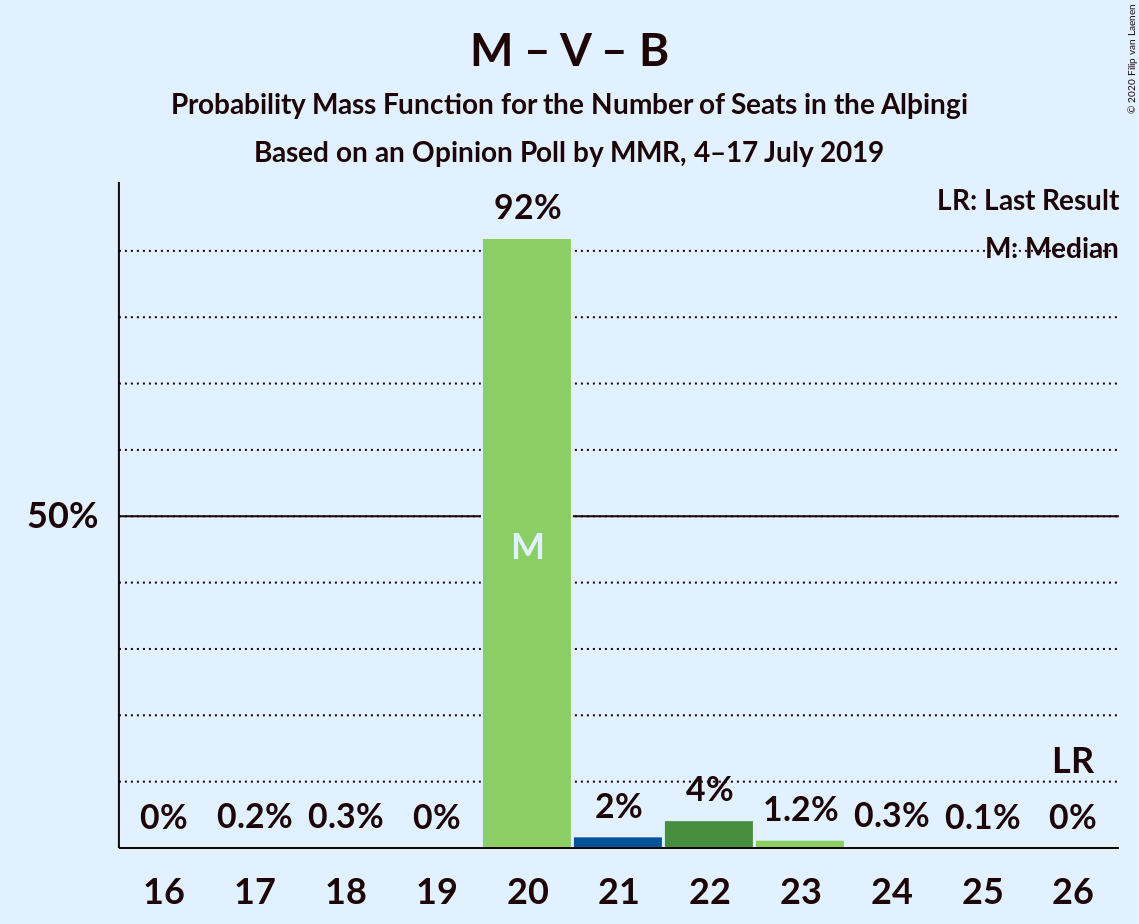 M – V – B
Probability Mass Function for the Number of Seats in the Alþingi
Based on an Opinion Poll by MMR, 4–17 July 2019
© 2020 Filip van Laenen
LR: Last Result
M: Median
92%
50%
M
LR
0% 0.2% 0.3% 0% 2% 4% 1.2% 0.3% 0.1% 0%
16 17 18 19 20 21 22 23 24 25 26